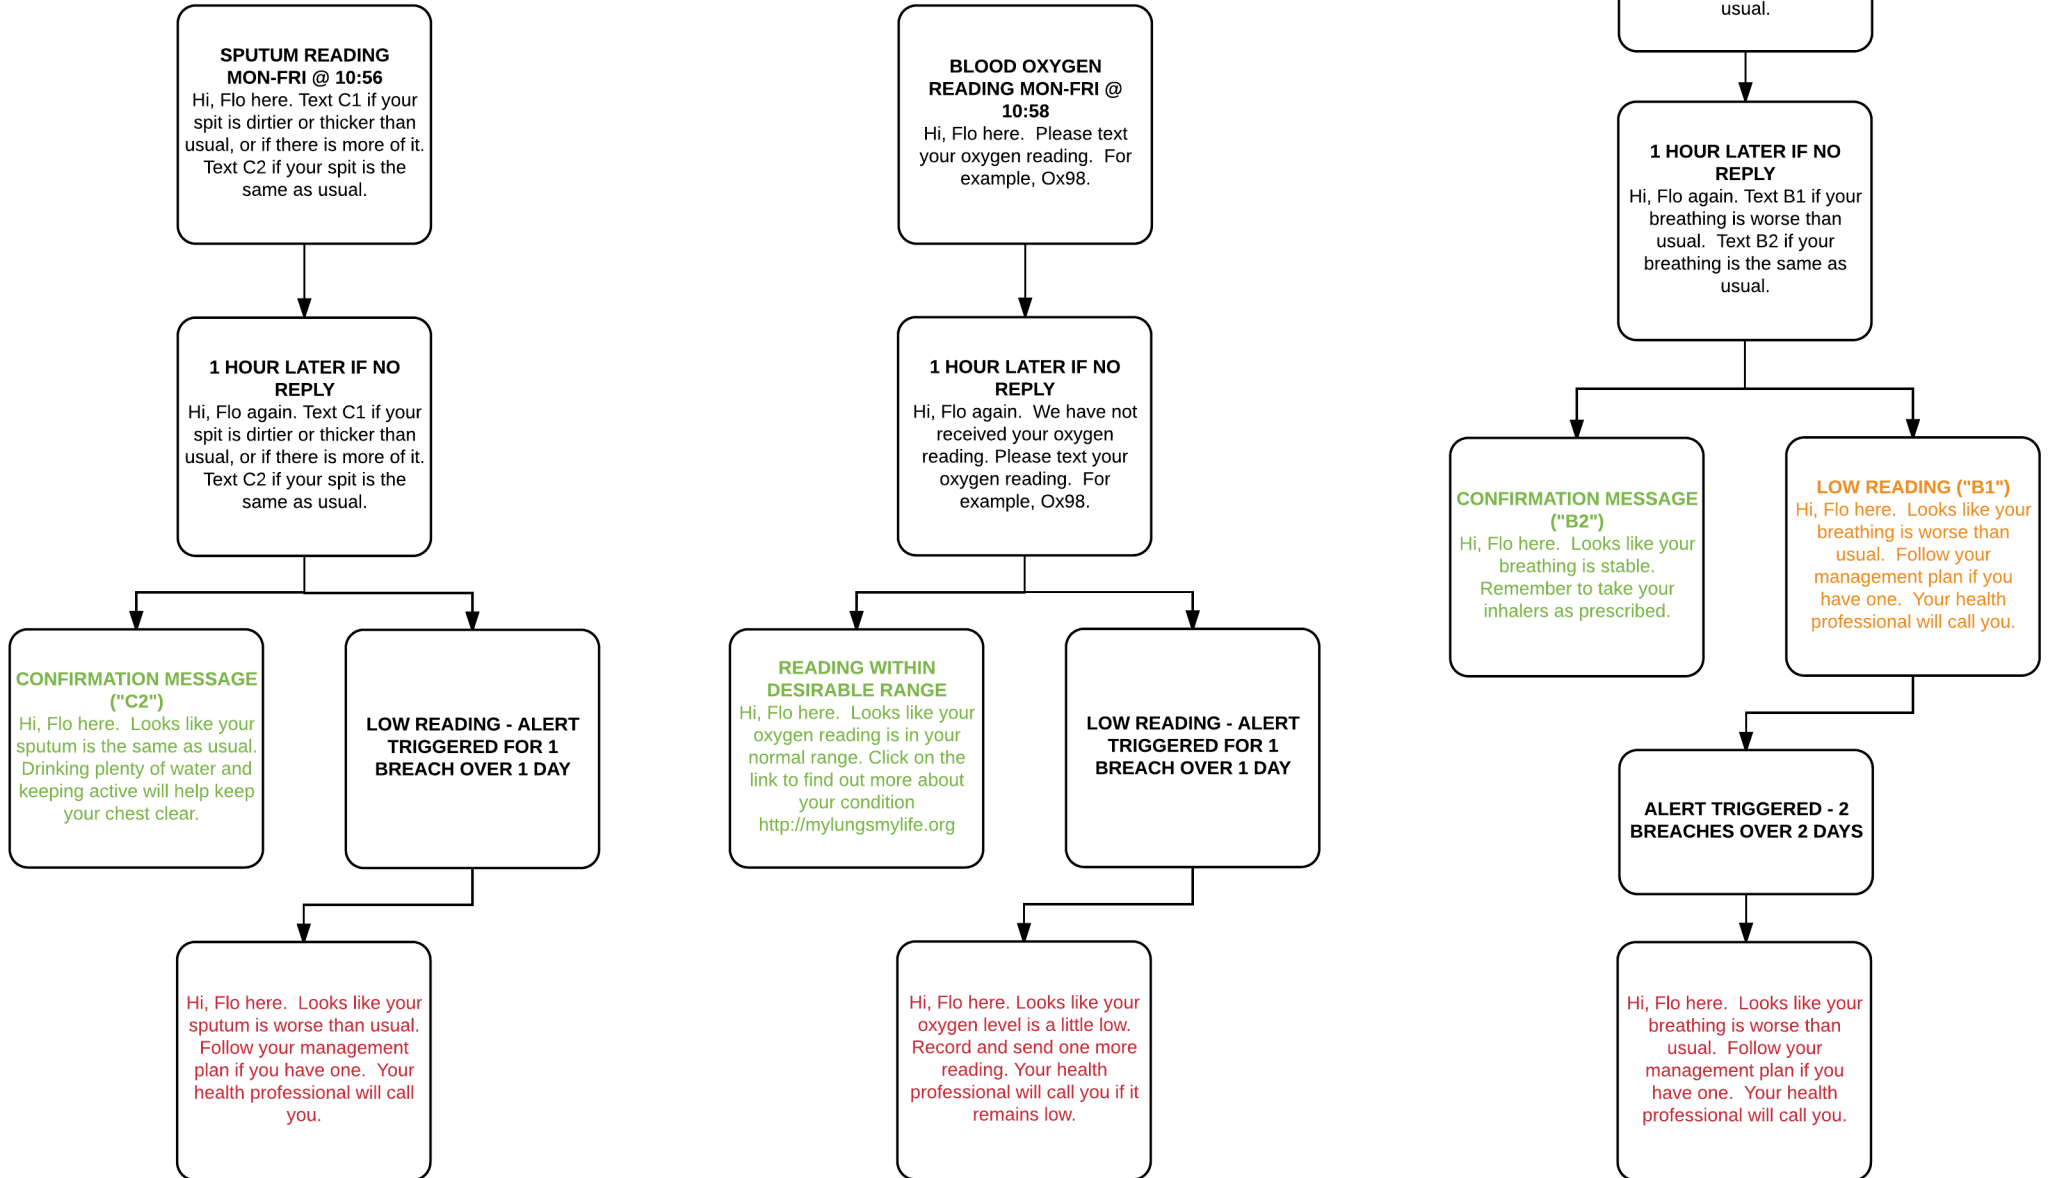 SPUTUM READING
MON-FRI @ 10:56
Hi, Flo here. Text C1 if your
spit is dirtier or thicker than
usual, or if there is more of it.
Text C2 if your spit is the
same as usual.
1 HOUR LATER IF NO
REPLY
Hi, Flo again. Text C1 if your
spit is dirtier or thicker than
usual, or if there is more of it.
Text C2 if your spit is the
same as usual.
CONFIRMATION MESSAGE
("C2")
Hi, Flo here.  Looks like your
sputum is the same as usual.
Drinking plenty of water and
keeping active will help keep
your chest clear.
LOW READING - ALERT
TRIGGERED FOR 1
BREACH OVER 1 DAY
Hi, Flo here.  Looks like your
sputum is worse than usual.
Follow your management
plan if you have one.  Your
health professional will call
you.
BLOOD OXYGEN
READING MON-FRI @
10:58
Hi, Flo here.  Please text
your oxygen reading.  For
example, Ox98.
1 HOUR LATER IF NO
REPLY
Hi, Flo again.  We have not
received your oxygen
reading. Please text your
oxygen reading.  For
example, Ox98.
READING WITHIN
DESIRABLE RANGE
Hi, Flo here.  Looks like your
oxygen reading is in your
normal range. Click on the
link to find out more about
your condition
http://mylungsmylife.org
LOW READING - ALERT
TRIGGERED FOR 1
BREACH OVER 1 DAY
Hi, Flo here. Looks like your
oxygen level is a little low.
Record and send one more
reading. Your health
professional will call you if it
remains low.
usual.
1 HOUR LATER IF NO
REPLY
Hi, Flo again. Text B1 if your
breathing is worse than
usual.  Text B2 if your
breathing is the same as
usual.
CONFIRMATION MESSAGE
("B2")
Hi, Flo here.  Looks like your
breathing is stable.
Remember to take your
inhalers as prescribed.
LOW READING ("B1")
Hi, Flo here.  Looks like your
breathing is worse than
usual.  Follow your
management plan if you
have one.  Your health
professional will call you.
ALERT TRIGGERED - 2
BREACHES OVER 2 DAYS
Hi, Flo here.  Looks like your
breathing is worse than
usual.  Follow your
management plan if you
have one.  Your health
professional will call you.